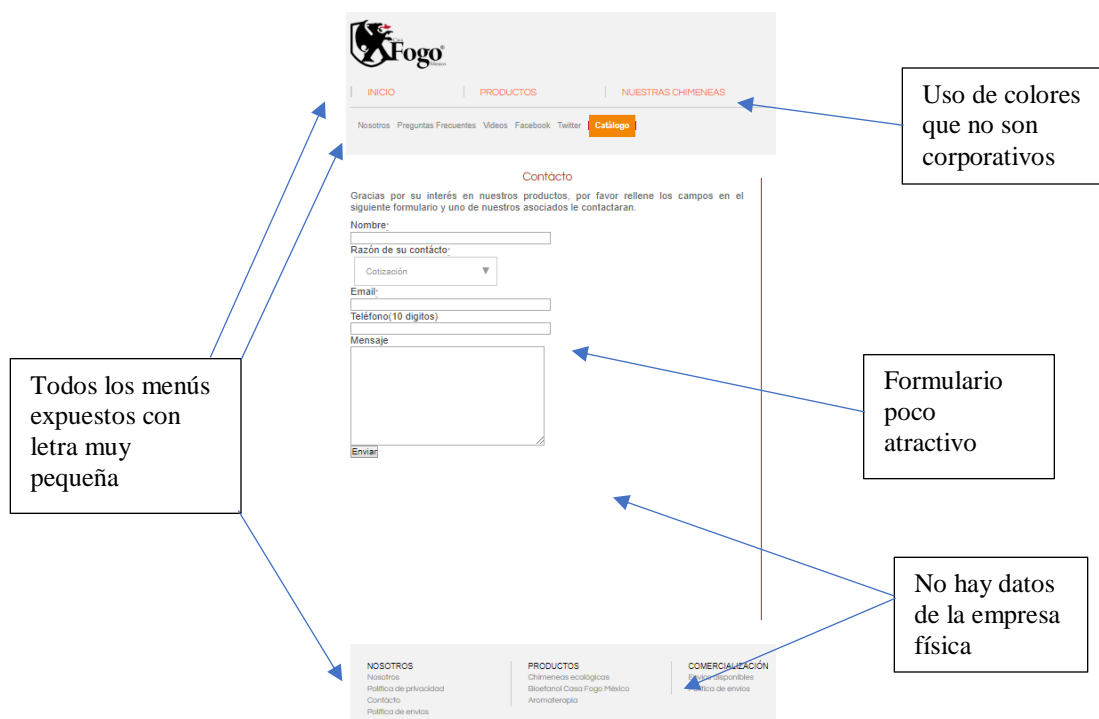 Casa
Fogo®
México
INICIO
PRODUCTOS
NUESTRAS CHIMENEAS
Nosotros Preguntas Frecuentes Videos Facebook Twitter Catálogo
Uso de colores
que no son
corporativos
Contácto
Gracias por su interés en nuestros productos, por favor rellene los campos en el
siguiente formulario y uno de nuestros asociados le contactaran.
Nombre*
Razón de su contácto*
Cotización
Email*
Teléfono(10 digitos)
Mensaje
Enviar
Todos los menús
expuestos con
letra muy
pequeña
Formulario
poco
atractivo
No hay datos
de la empresa
física
NOSOTROS
Nosotros
Política de privacidad
Contácto
Política de envíos
PRODUCTOS
Chimeneas ecológicas
Bioetanol Casa Fogo México
Aromaterapia
COMERCIALIZACIÓN
Envíos disponibles
Política de envíos